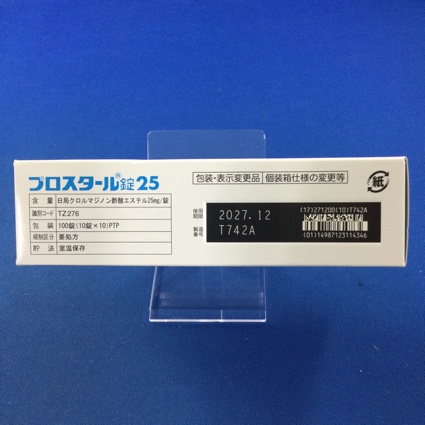 プロスタール®錠25
含 量 日局クロルマジノン酢酸エステル25mg/錠
識別コード TZ276
包 装 100錠(10錠×10)PTP
規制区分 要処方
貯 法 室温保存
包装・表示変更品 個装箱仕様の変更等
使用期限 2027.12
製造番号 T742A
(17)271200(10)T742A
(01)14987123114346
紙